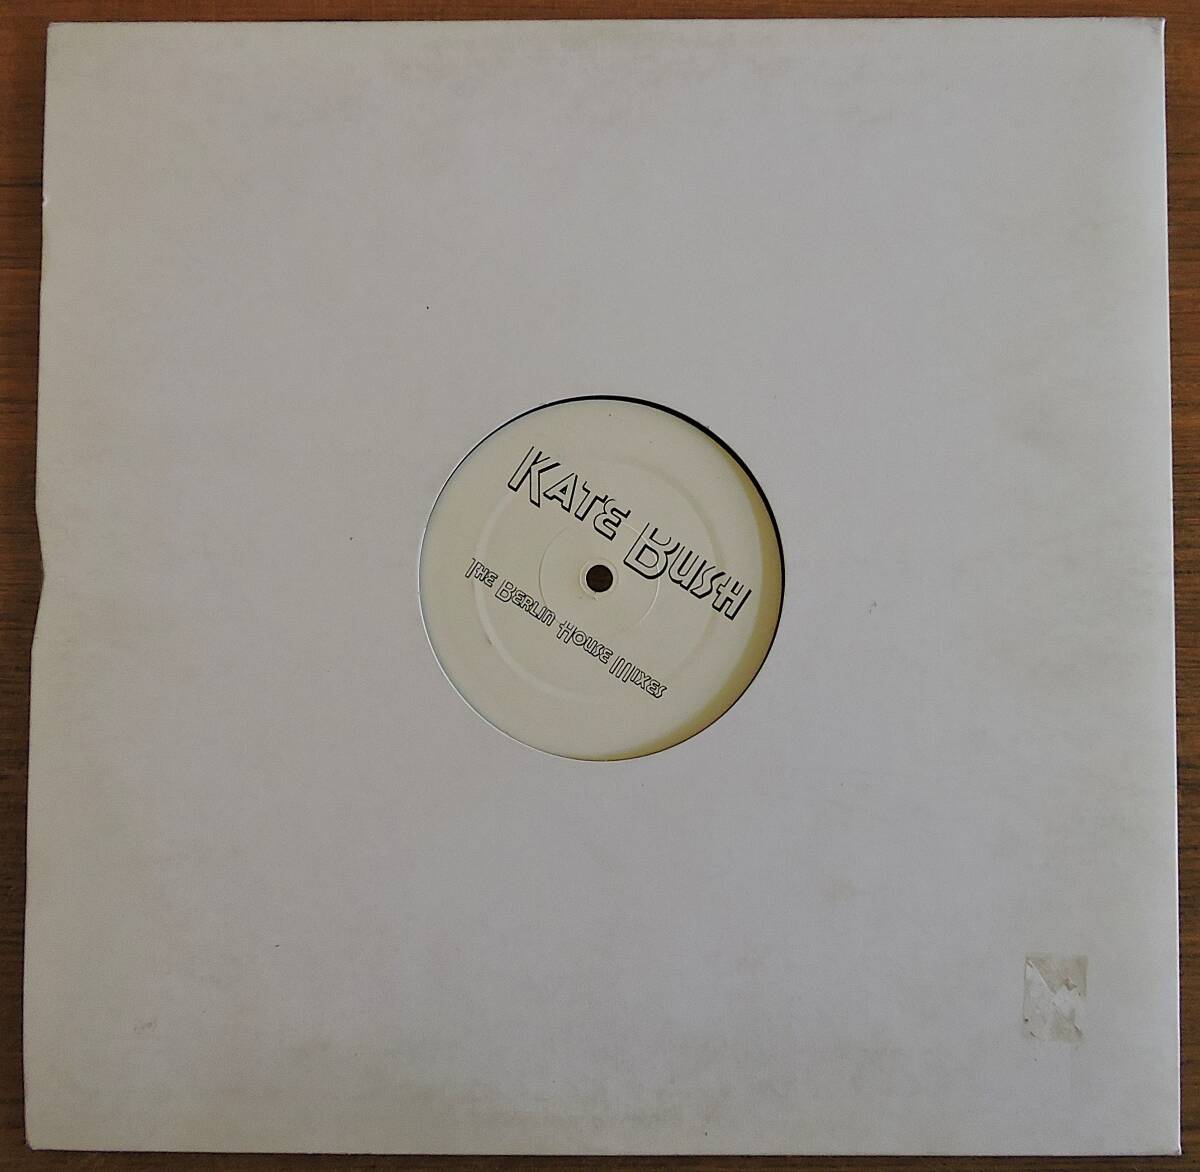 Kate Bush
The Berlin House Mixes